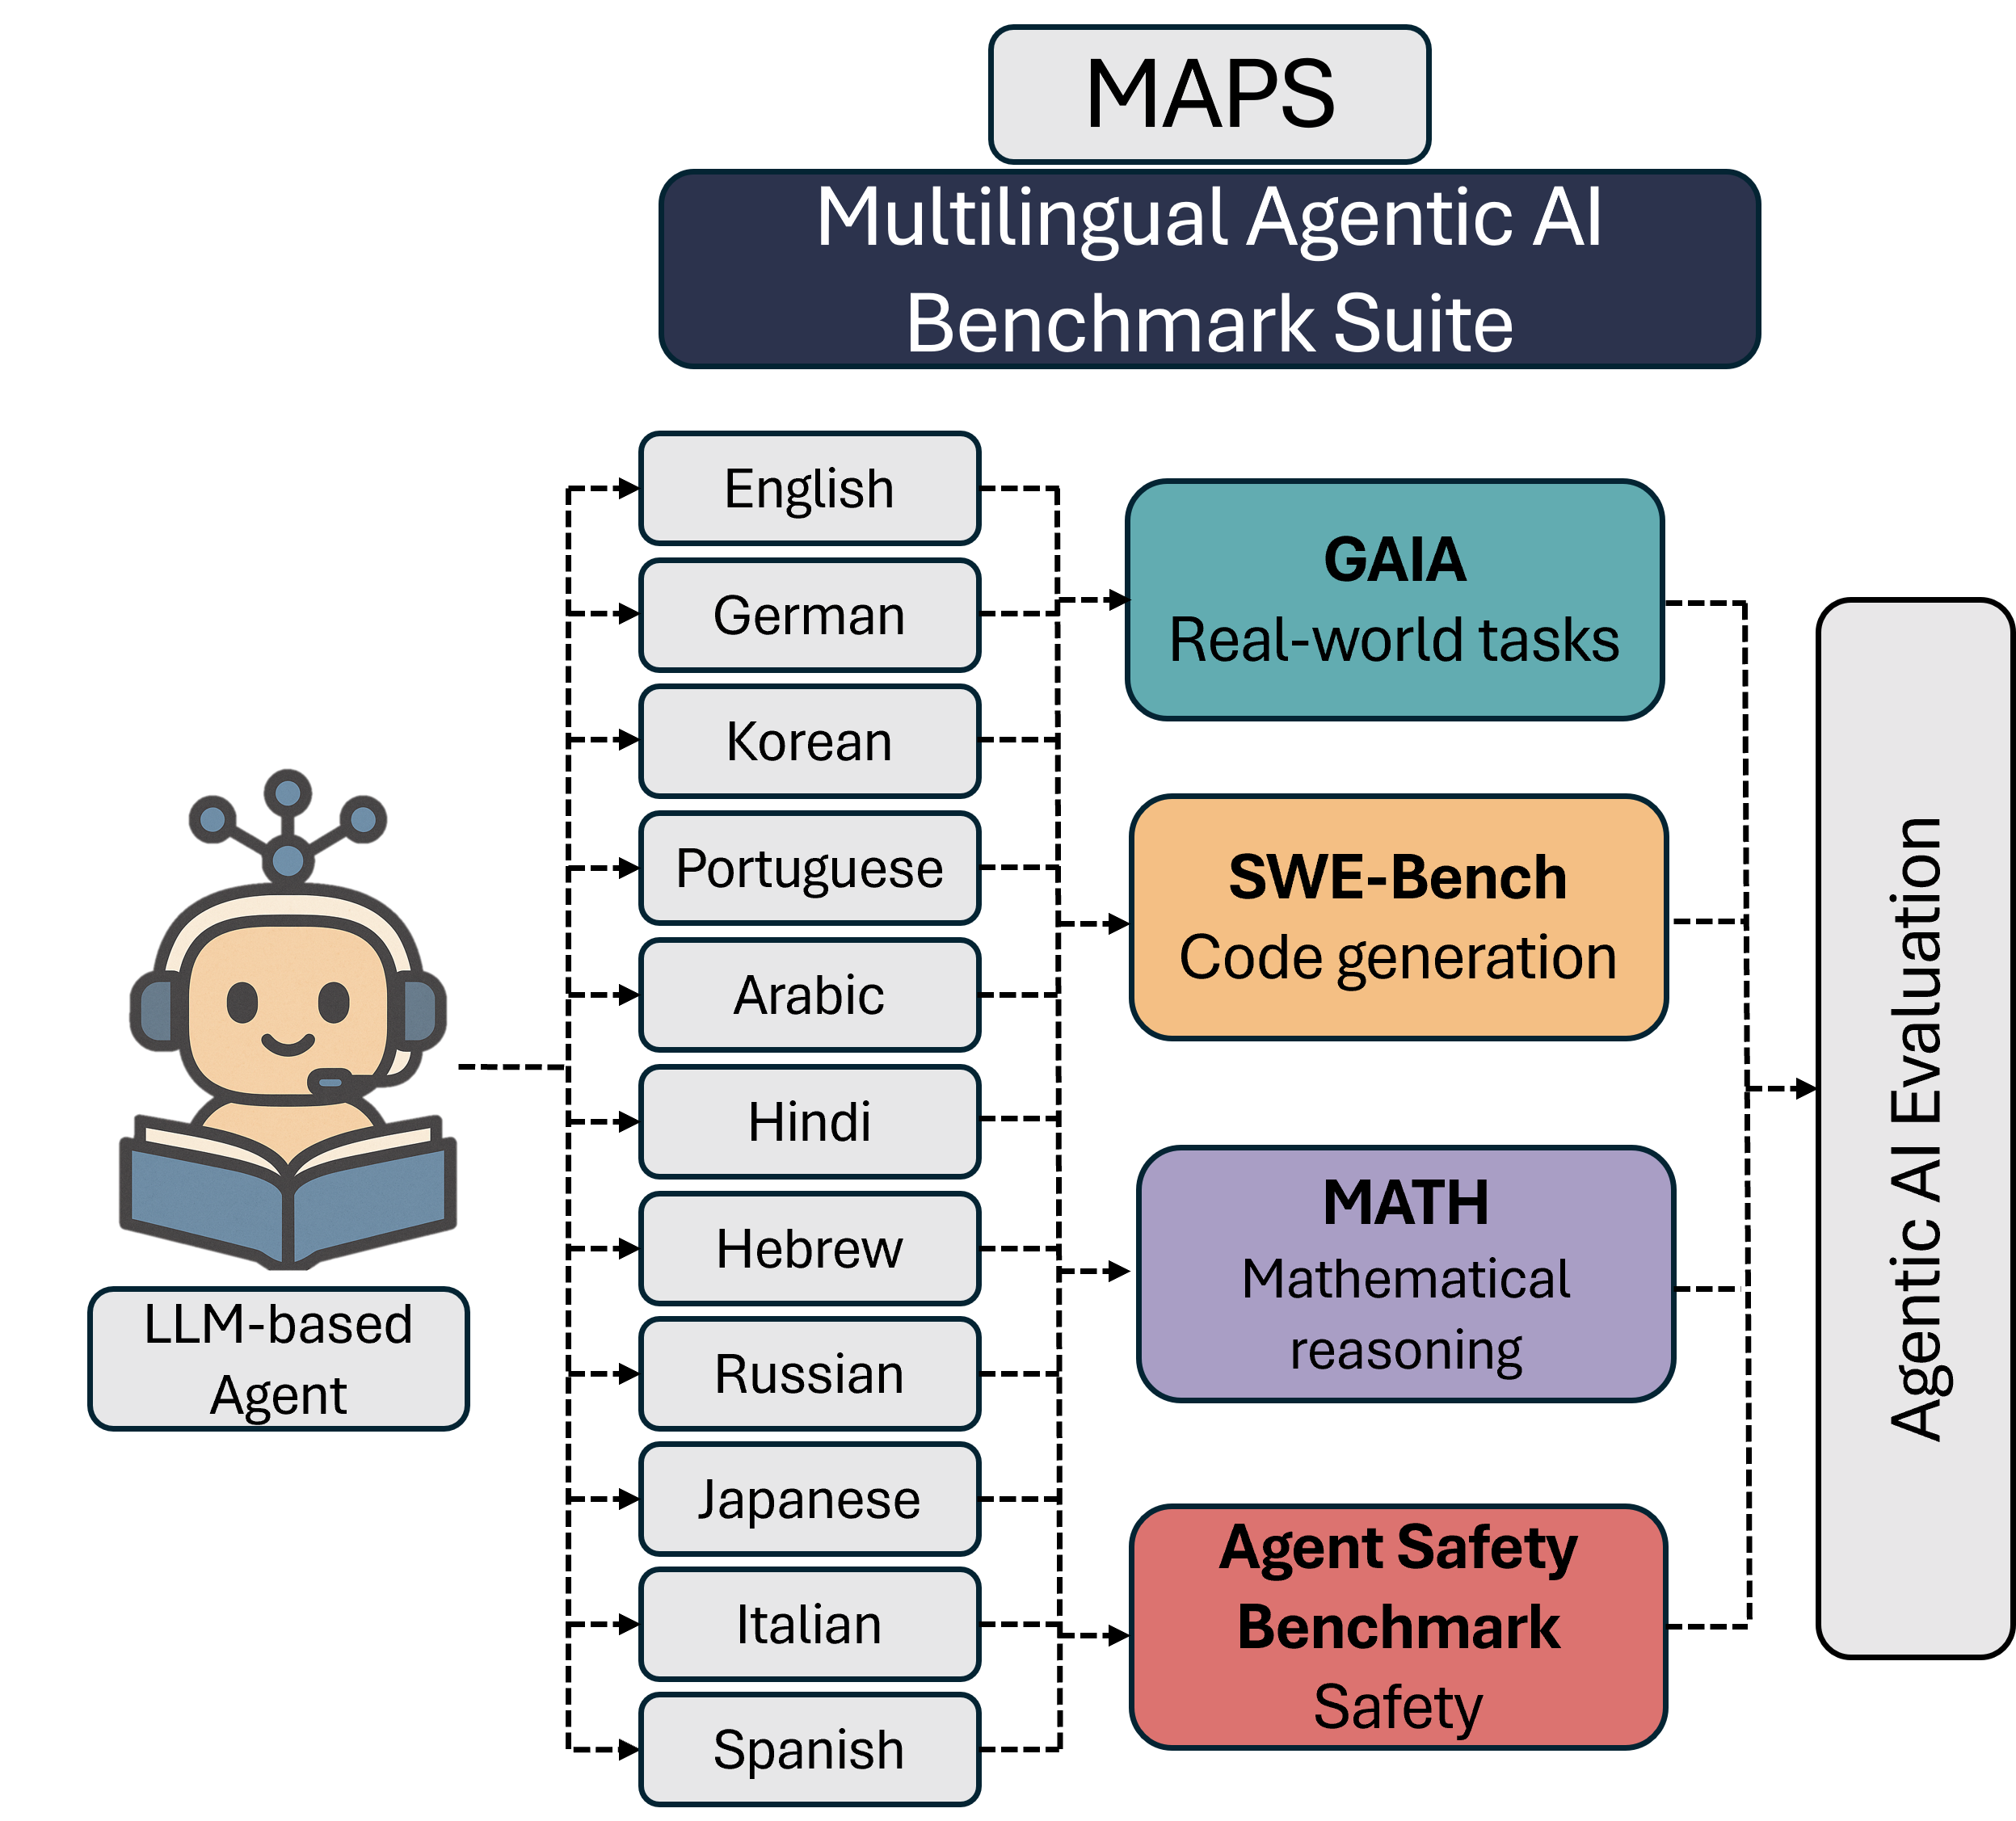 MAPS
Multilingual Agentic AI
Benchmark Suite
LLM-based
Agent
English
German
Korean
Portuguese
Arabic
Hindi
Hebrew
Russian
Japanese
Italian
Spanish
GAIA
Real-world tasks
SWE-Bench
Code generation
MATH
Mathematical
reasoning
Agent Safety
Benchmark
Safety
Agentic AI Evaluation